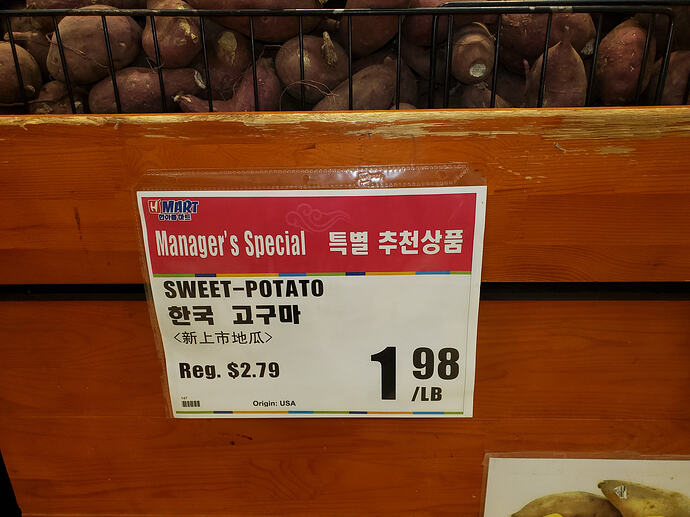 H MART
한아름 마트
Manager's Special 특별 추천상품
SWEET-POTATO
한국 고구마
<新上市地瓜>
Reg. $2.79
1 98
/LB
147
Origin: USA